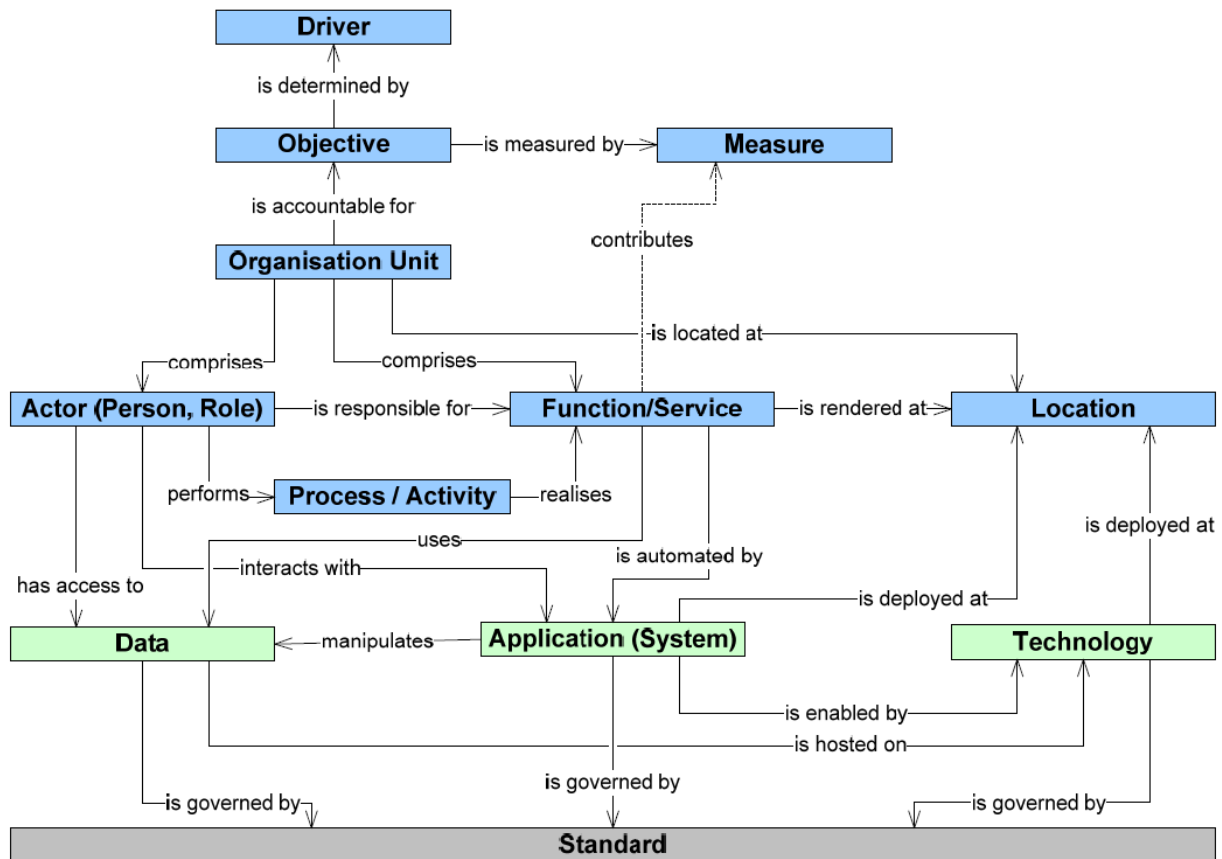 Driver
is determined by
Objective
is measured by
Measure
is accountable for
contributes
Organisation Unit
is located at
comprises
comprises
Actor (Person, Role)
is responsible for
Function/Service
is rendered at
Location
performs
Process / Activity
realises
is deployed at
uses
is automated by
interacts with
has access to
is deployed at
Data
manipulates
Application (System)
Technology
is enabled by
is hosted on
is governed by
is governed by
is governed by
Standard